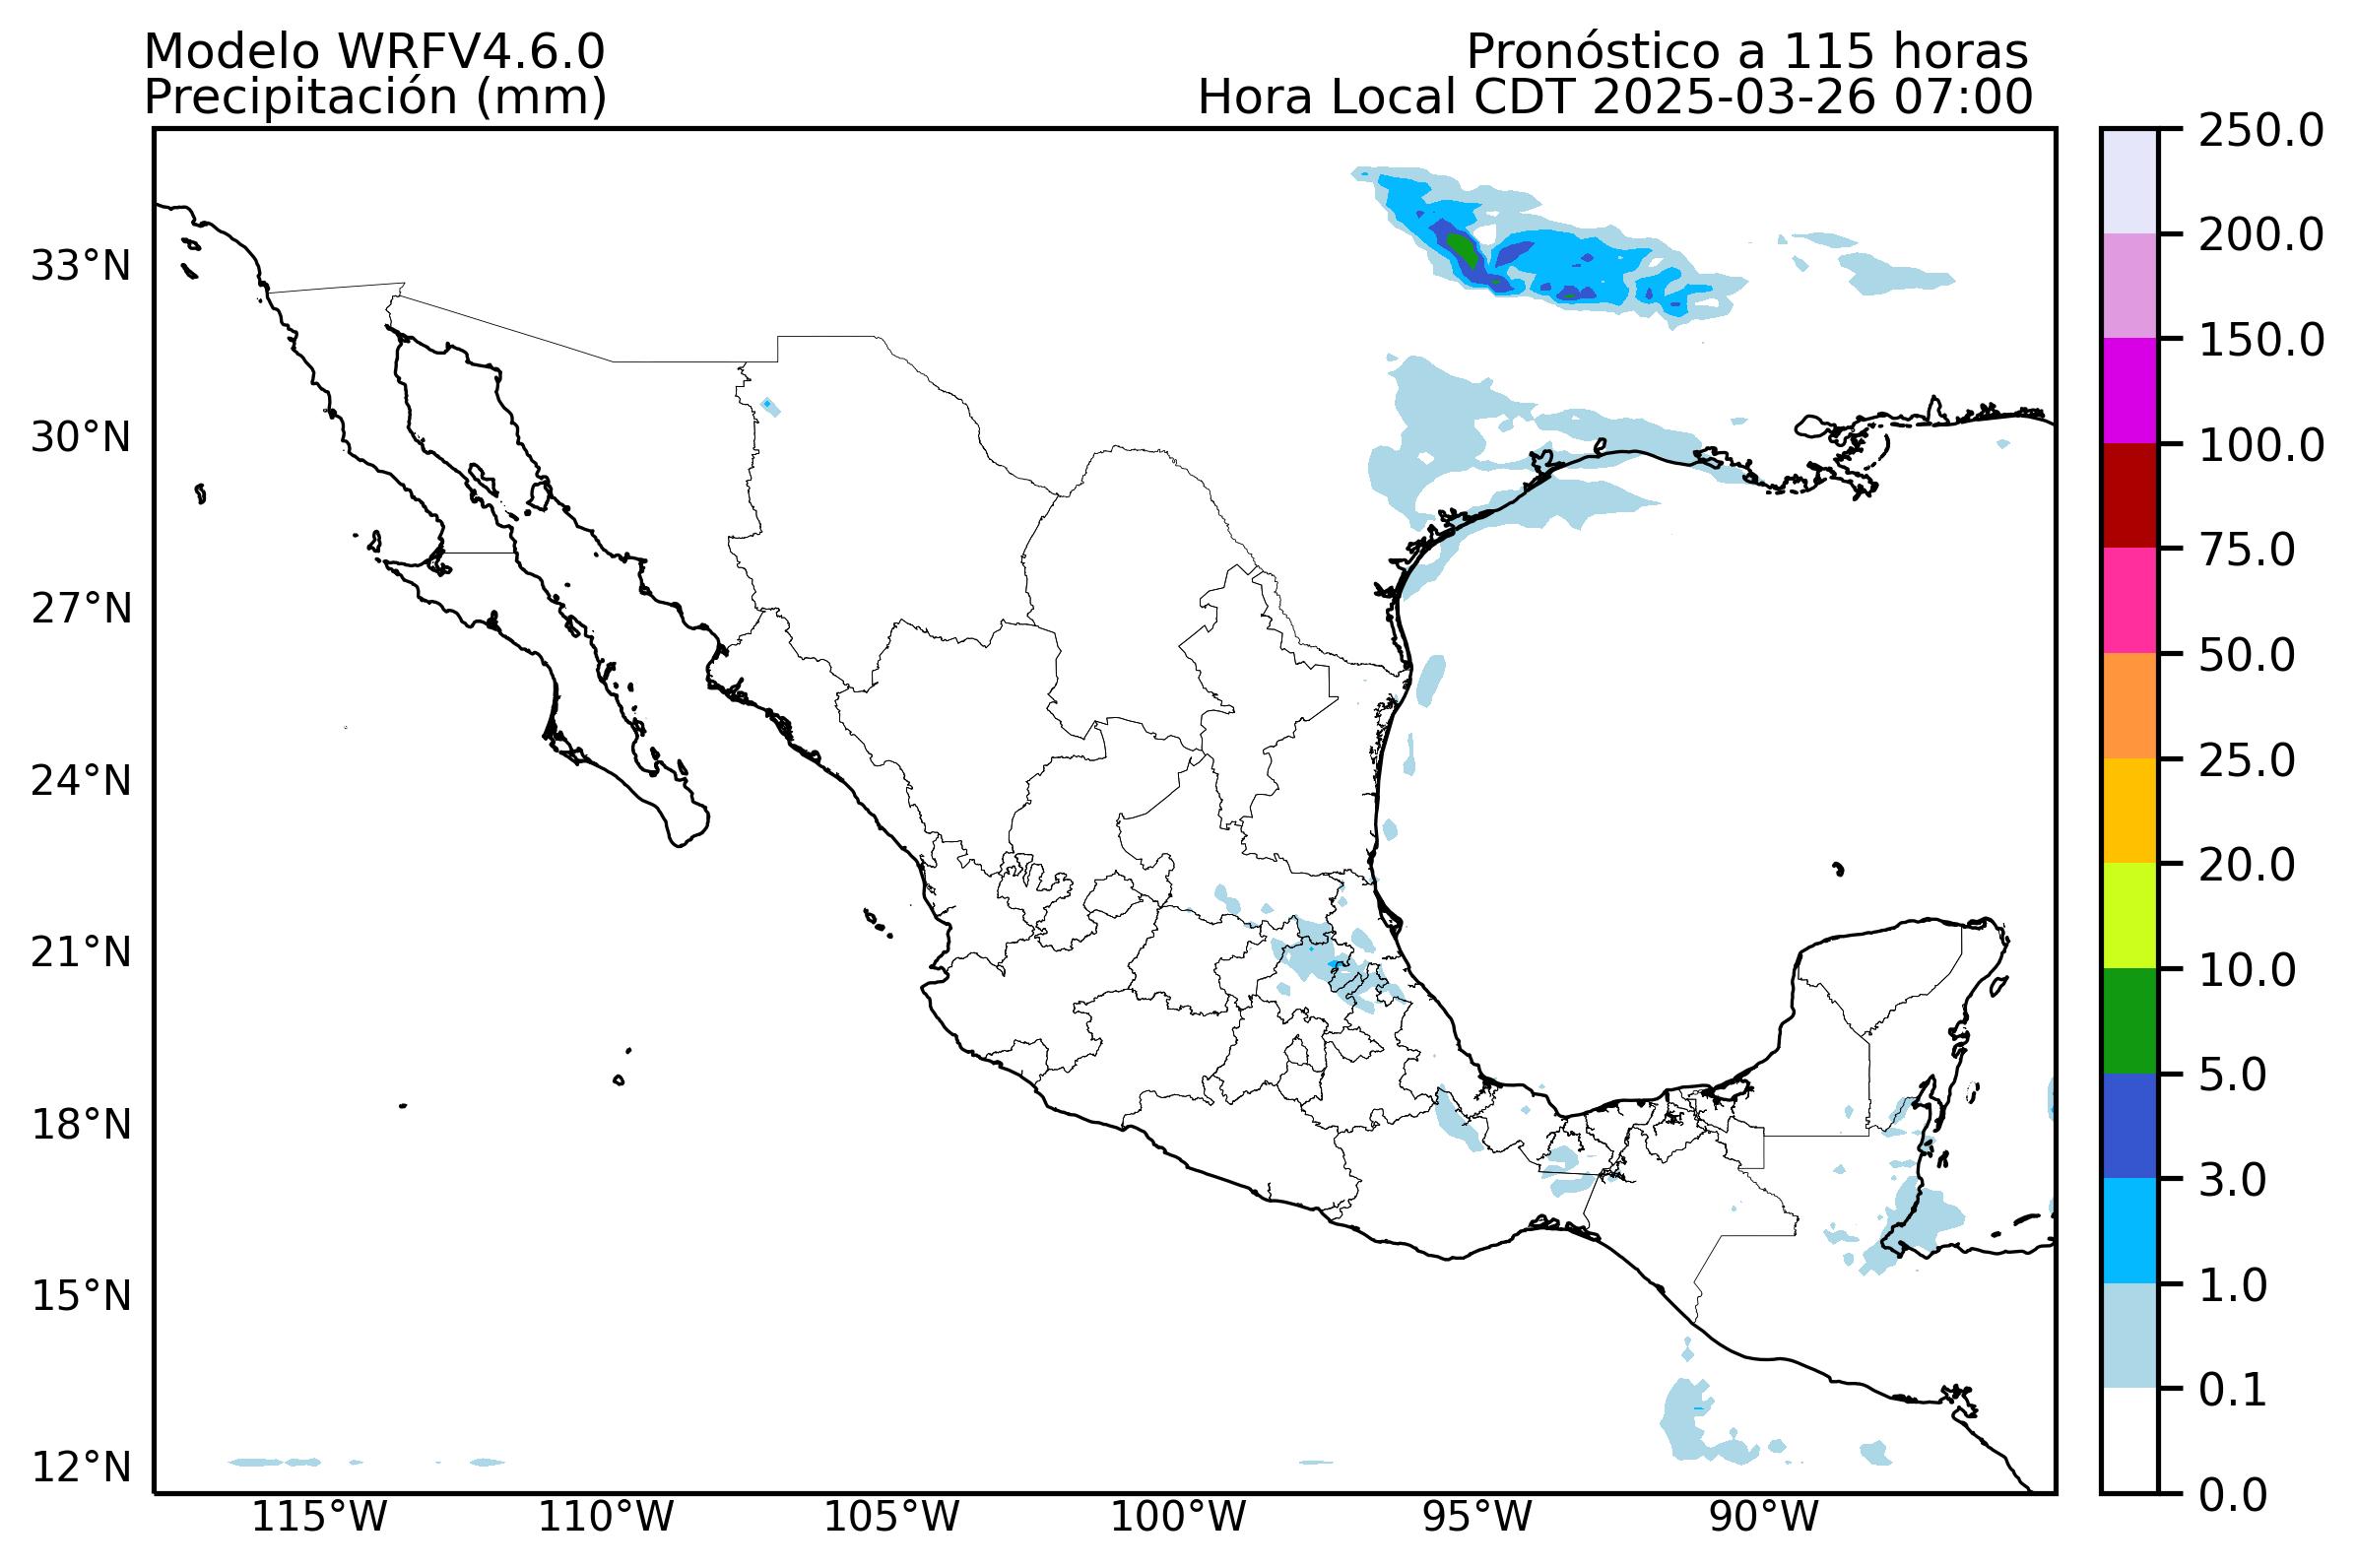 Modelo WRFV4.6.0
Precipitación (mm)
Pronóstico a 115 horas
Hora Local CDT 2025-03-26 07:00
33°N
30°N
27°N
24°N
21°N
18°N
15°N
12°N
115°W
110°W
105°W
100°W
95°W
90°W
250.0
200.0
150.0
100.0
75.0
50.0
25.0
20.0
10.0
5.0
3.0
1.0
0.1
0.0